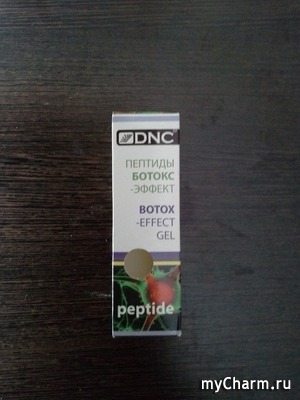 DNC
ПЕПТИДЫ
БОТОКС
-ЭФФЕКТ
BOTOX
-EFFECT
GEL
peptide
myCharm.ru